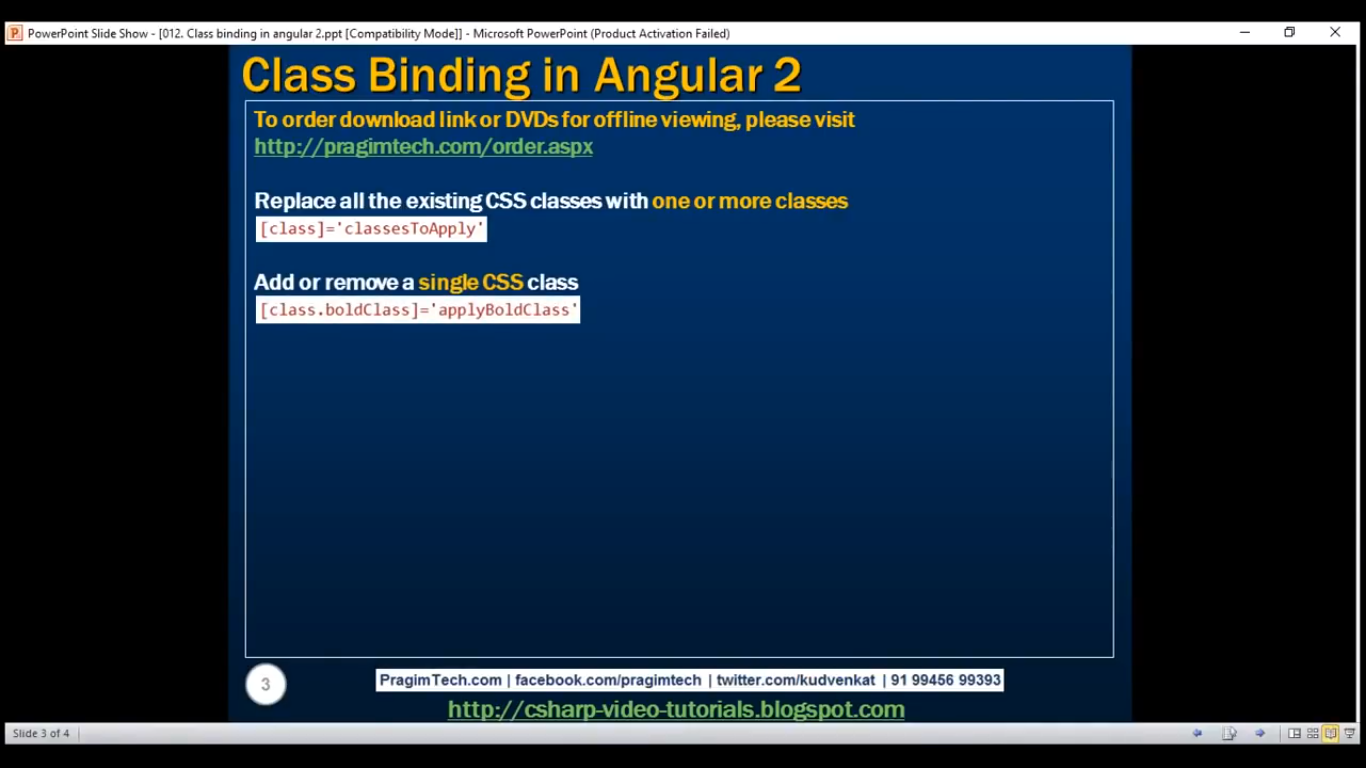 PowerPoint Slide Show - [012. Class binding in angular 2.ppt [Compatibility Mode]] - Microsoft PowerPoint (Product Activation Failed)
Class Binding in Angular 2
To order download link or DVDs for offline viewing, please visit
http://pragimtech.com/order.aspx
Replace all the existing CSS classes with one or more classes
[class]='classesToApply'
Add or remove a single CSS class
[class.boldClass]='applyBoldClass'
3
PragimTech.com | facebook.com/pragimtech | twitter.com/kudvenkat | 91 99456 99393
http://csharp-video-tutorials.blogspot.com
Slide 3 of 4